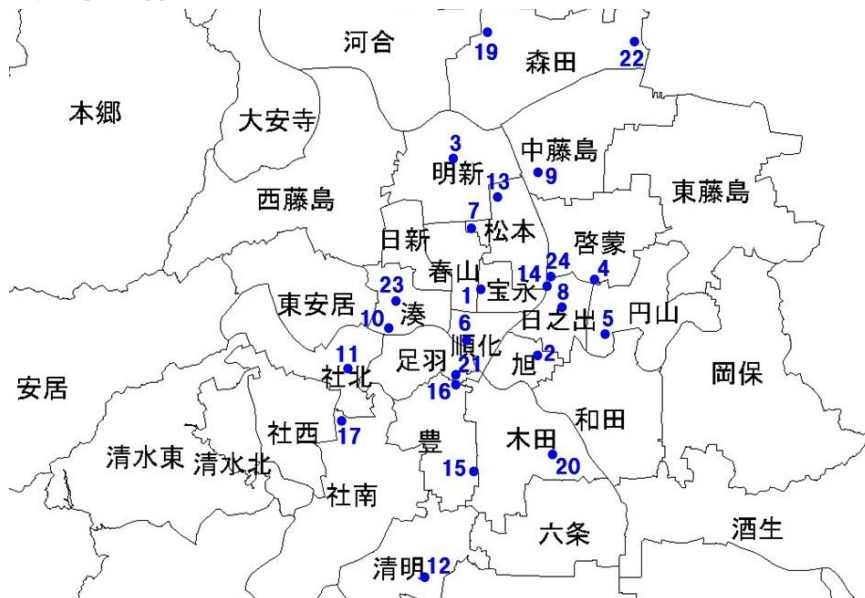 河合
19
森田
22
本郷
大安寺
3
明新
中藤島
9
13
東藤島
西藤島
7
松本
日新
啓蒙
24
春山
14
4
1
宝永
23
8
東安居
湊
日之出
円山
10
6
5
順化
11
足羽
旭
2
21
社北
16
岡保
安居
和田
社西
17
豊
木田
清水東
清水北
15
20
社南
六条
酒生
清明
12